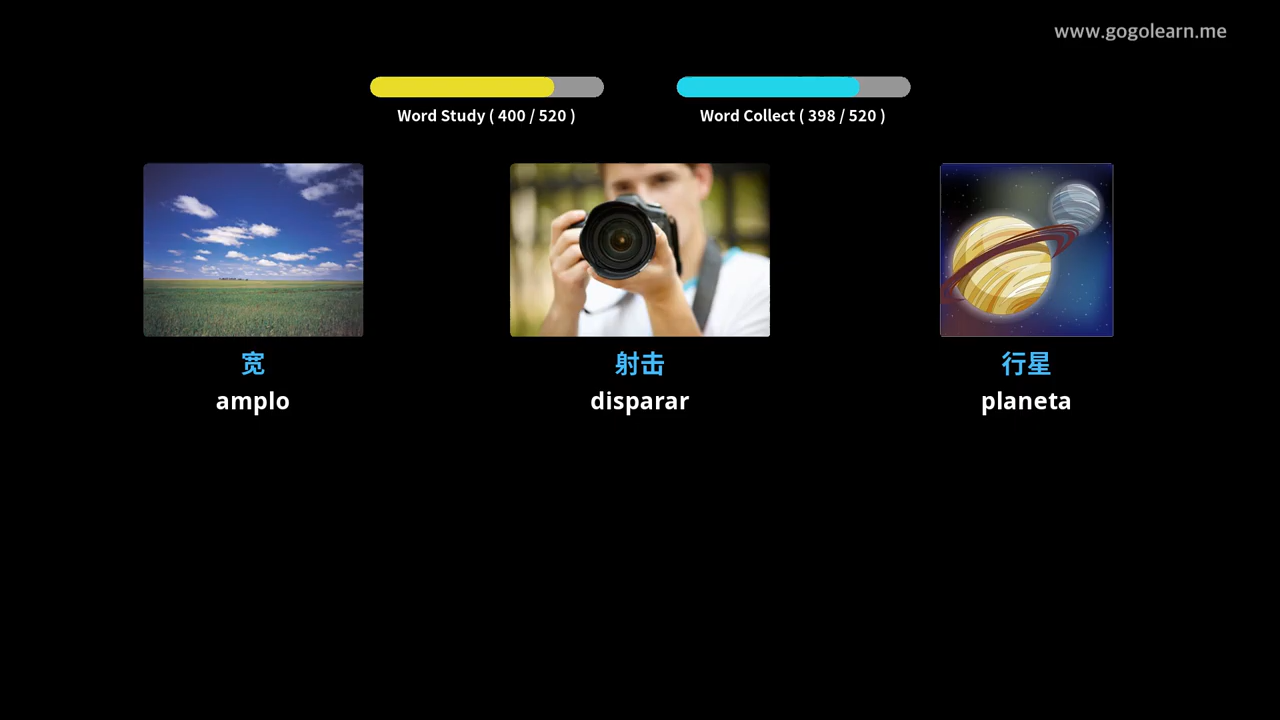 www.gogolearn.me
Word Study ( 400 / 520 )
Word Collect ( 398 / 520 )
宽
amplo
射击
disparar
行星
planeta